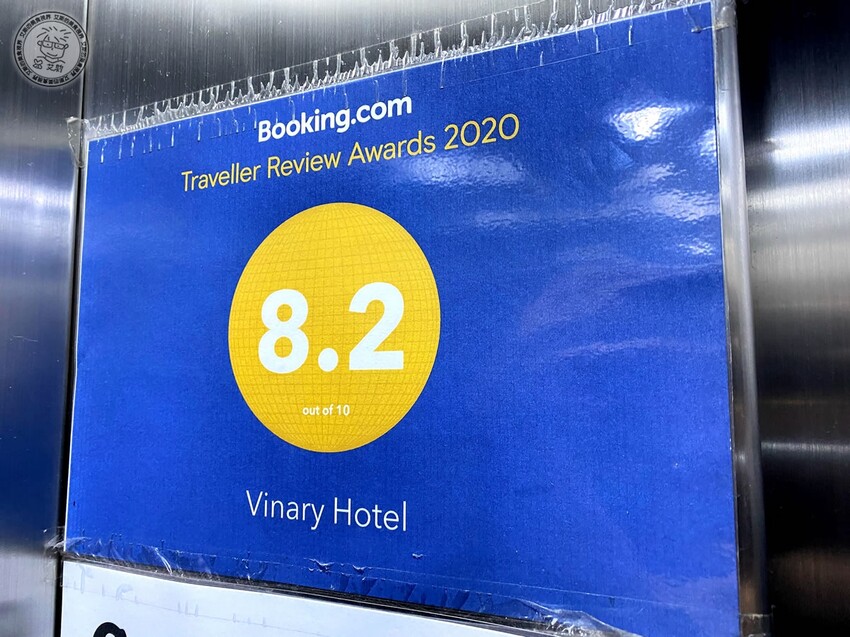 Booking.com
Traveller Review Awards 2020
8.2
out of 10
Vinary Hotel